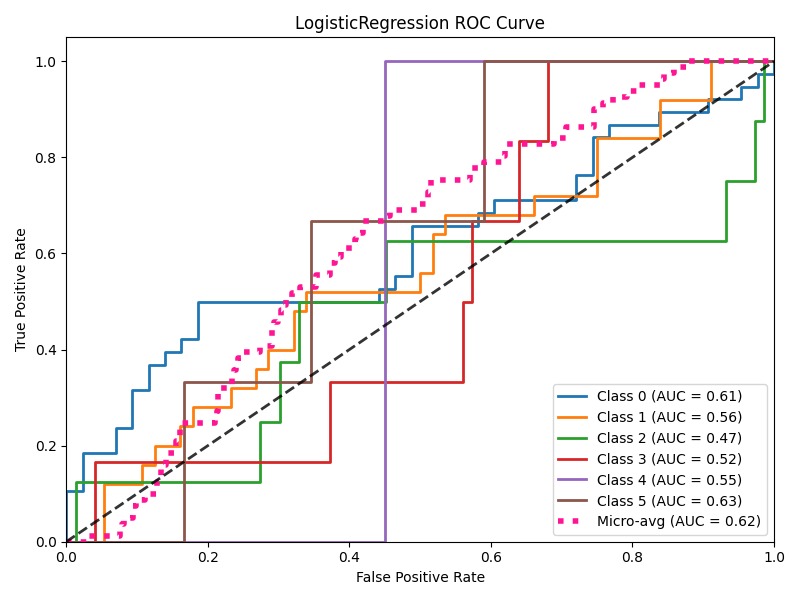 LogisticRegression ROC Curve
True Positive Rate
1.0
0.8
0.6
0.4
0.2
0.0
0.0 0.2 0.4 0.6 0.8 1.0
False Positive Rate
Class 0 (AUC = 0.61)
Class 1 (AUC = 0.56)
Class 2 (AUC = 0.47)
Class 3 (AUC = 0.52)
Class 4 (AUC = 0.55)
Class 5 (AUC = 0.63)
Micro-avg (AUC = 0.62)